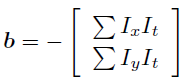 b = − [ ∑ I_x I_t
∑ I_y I_t ]